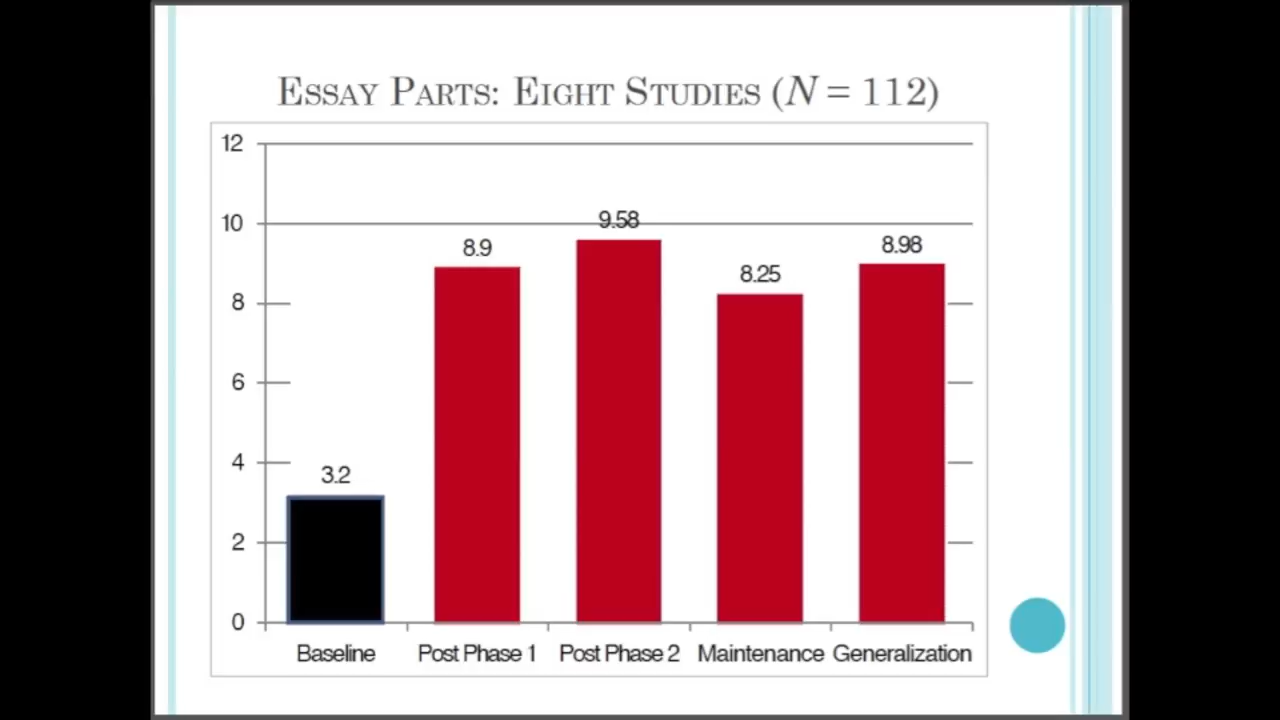 ESSAY PARTS: EIGHT STUDIES (N = 112)
12
10
8
6
4
2
0
3.2
8.9
9.58
8.25
8.98
Baseline
Post Phase 1
Post Phase 2
Maintenance
Generalization